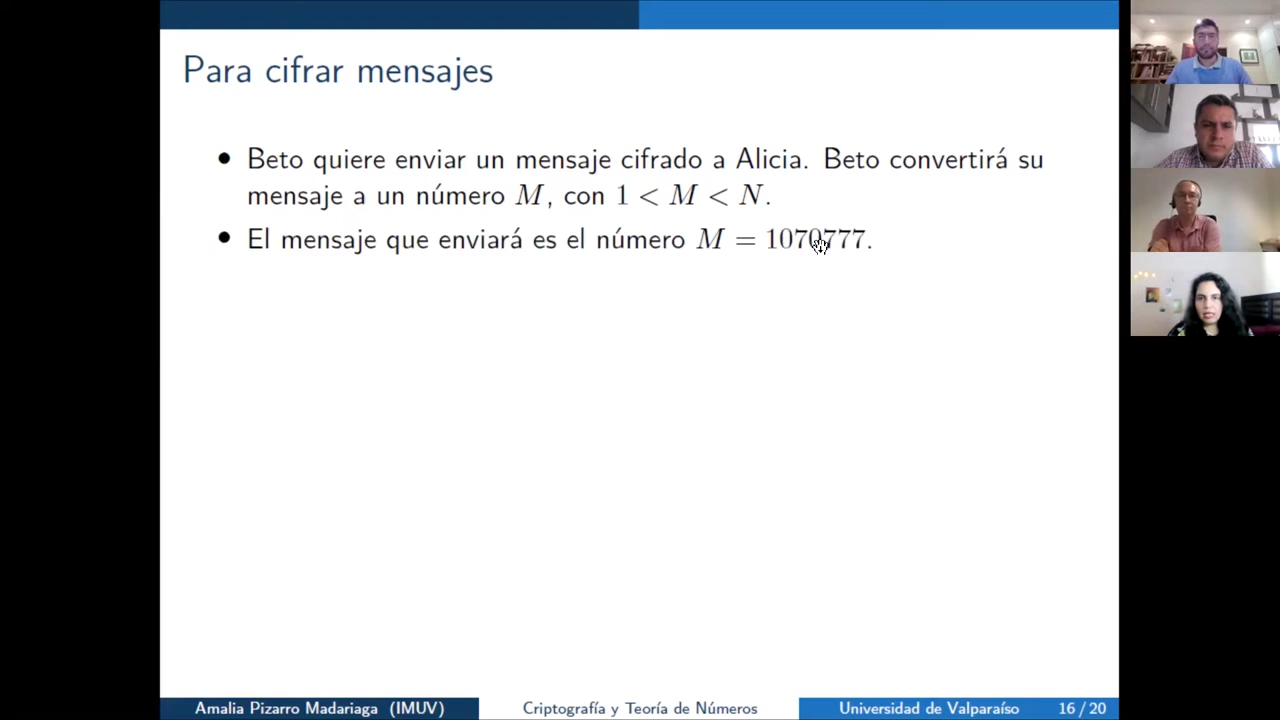 Para cifrar mensajes
• Beto quiere enviar un mensaje cifrado a Alicia. Beto convertirá su
mensaje a un número M, con 1 < M < N.
• El mensaje que enviará es el número M = 1070777.
Amalia Pizarro Madariaga (IMUV) Criptografía y Teoría de Números Universidad de Valparaíso 16 / 20